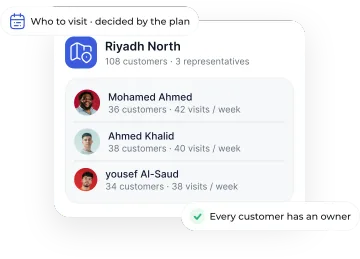 Who to visit · decided by the plan
Riyadh North
108 customers · 3 representatives
Mohamed Ahmed
36 customers · 42 visits / week
Ahmed Khalid
38 customers · 40 visits / week
yousef Al-Saud
34 customers · 38 visits / week
Every customer has an owner